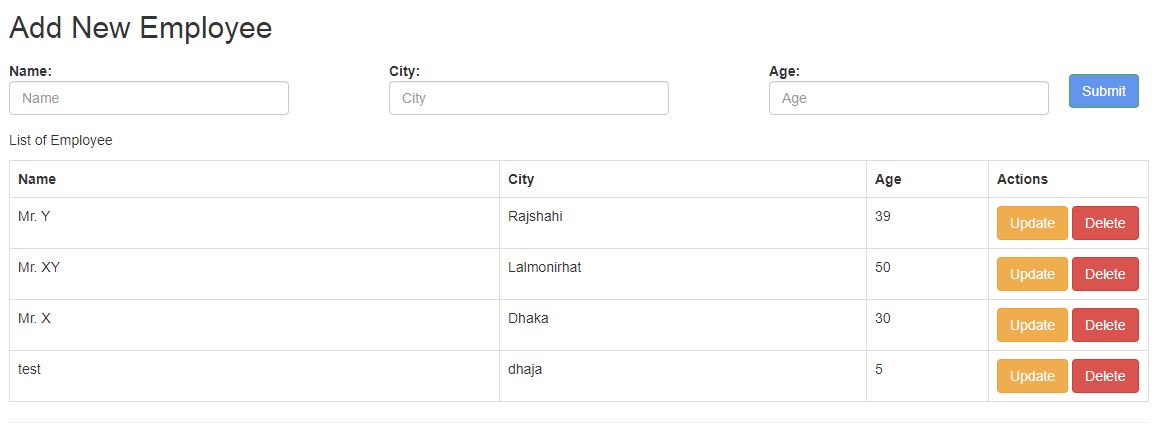 Add New Employee
Name: City: Age:
Name City Age Submit
List of Employee
Name City Age Actions
Mr. Y Rajshahi 39 Update Delete
Mr. XY Lalmonirhat 50 Update Delete
Mr. X Dhaka 30 Update Delete
test dhaja 5 Update Delete